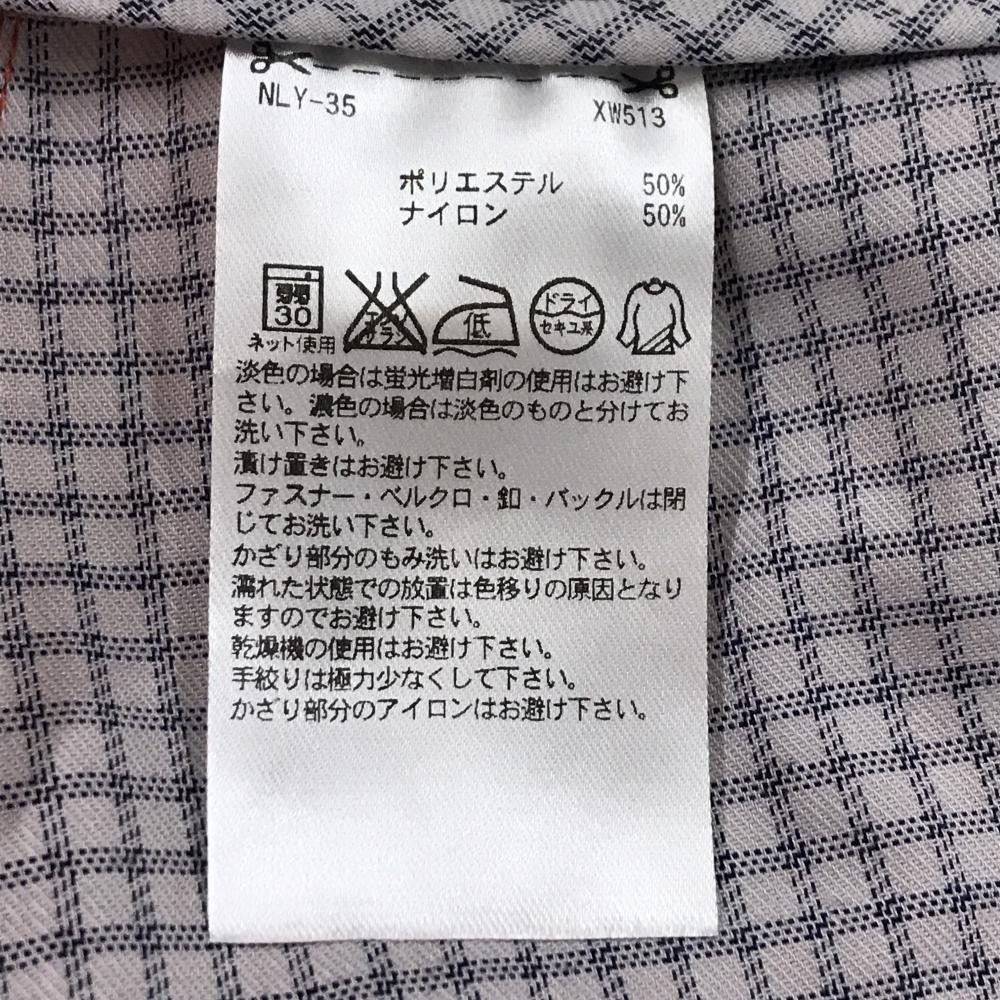 NLY-35 XW513
ポリエステル 50%
ナイロン 50%
弱弱
30
ネット使用
エンソ
サラシ
低
ドライ
セキユ系
淡色の場合は蛍光増白剤の使用はお避け下
さい。濃色の場合は淡色のものと分けてお
洗い下さい。
漬け置きはお避け下さい。
ファスナー・ベルクロ・釦・バックルは閉
じてお洗い下さい。
かざり部分のもみ洗いはお避け下さい。
濡れた状態での放置は色移りの原因となり
ますのでお避け下さい。
乾燥機の使用はお避け下さい。
手絞りは極力少なくして下さい。
かざり部分のアイロンはお避け下さい。